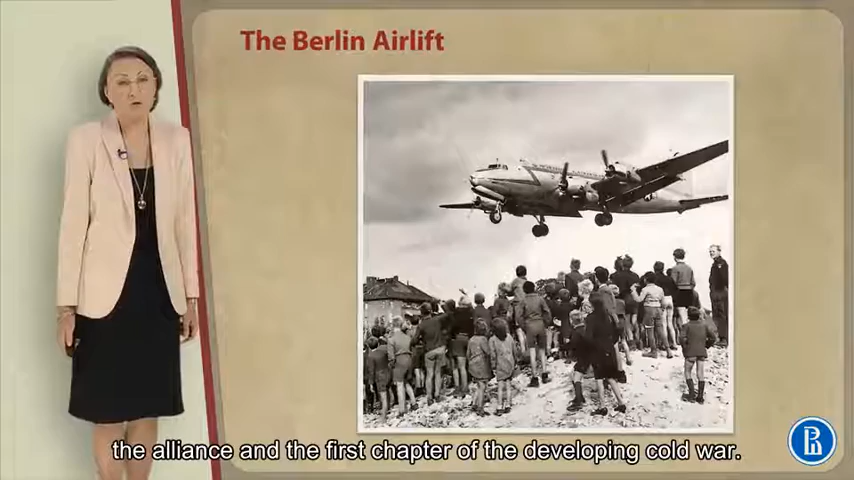 The Berlin Airlift
the alliance and the first chapter of the developing cold war.